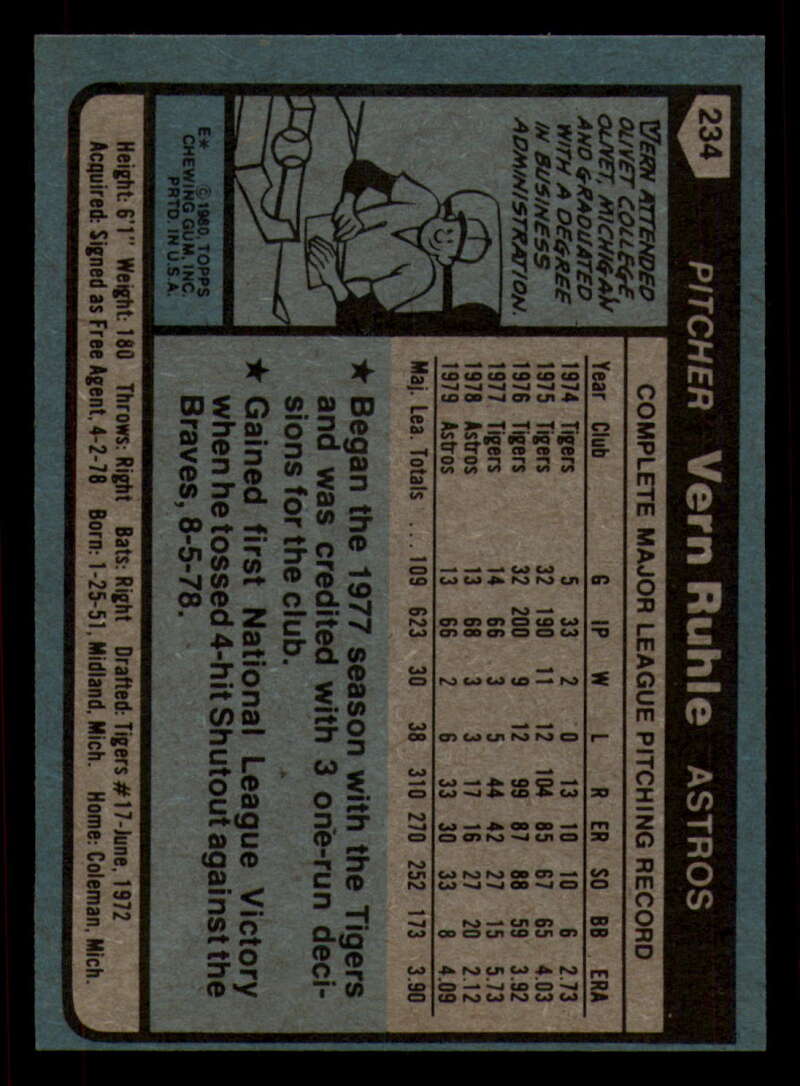 234 PITCHER Vern Ruhle ASTROS
VERN ATTENDED
OLIVET COLLEGE
OLIVET, MICHIGAN,
AND GRADUATED
WITH A DEGREE
IN BUSINESS
ADMINISTRATION.
E* ©1980, TOPPS
CHEWING GUM, INC.
PRTD. IN U.S.A.
COMPLETE MAJOR LEAGUE PITCHING RECORD
Year Club G IP W L R ER SO BB ERA
1974 Tigers 5 33 2 0 13 10 10 6 2.73
1975 Tigers 32 190 11 12 104 85 67 65 4.03
1976 Tigers 32 200 9 12 99 87 88 59 3.92
1977 Tigers 14 66 3 5 44 42 27 15 5.73
1978 Astros 13 68 3 3 17 16 27 20 2.12
1979 Astros 13 66 2 6 33 30 33 8 4.09
Maj. Lea. Totals ... 109 623 30 38 310 270 252 173 3.90
★ Began the 1977 season with the Tigers
and was credited with 3 one-run deci-
sions for the club.
★ Gained first National League Victory
when he tossed 4-hit Shutout against the
Braves, 8-5-78.
Height: 6'1" Weight: 180 Throws: Right Bats: Right Drafted: Tigers #17-June, 1972
Acquired: Signed as Free Agent, 4-2-78 Born: 1-25-51, Midland, Mich. Home: Coleman, Mich.